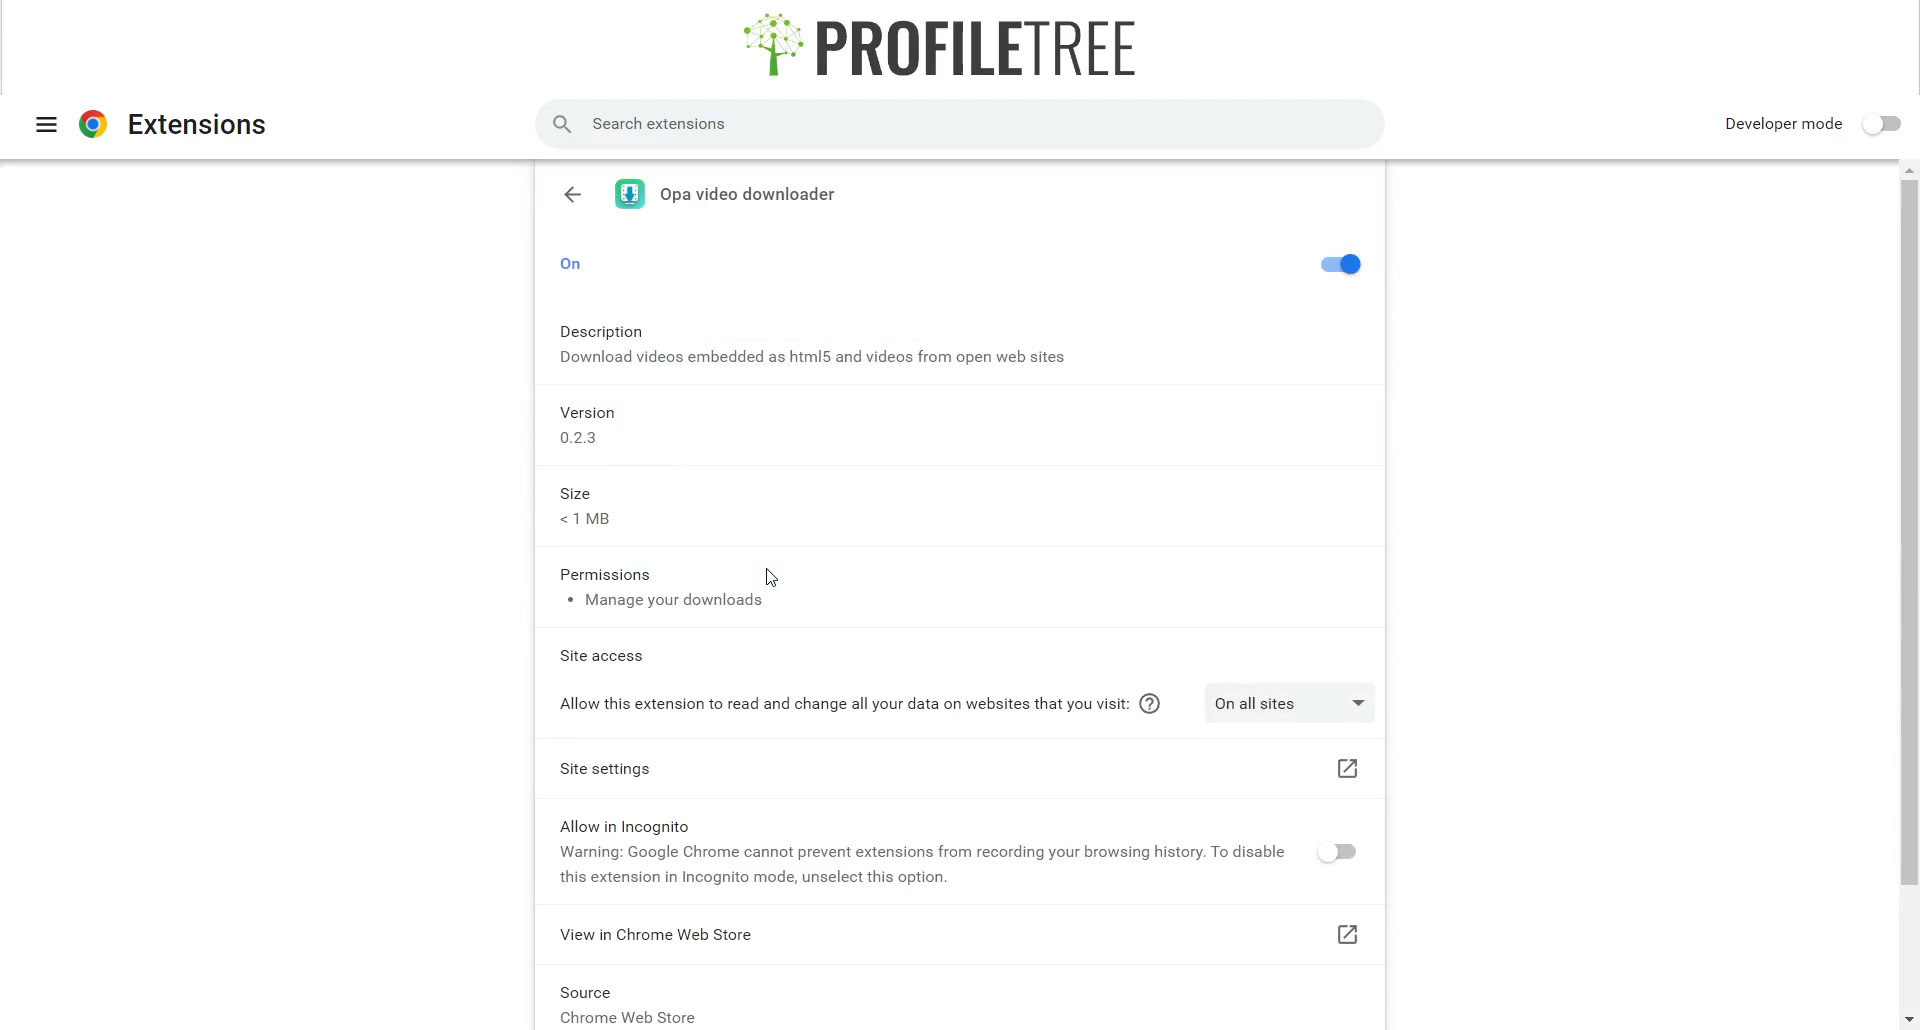 PROFILETREE
Extensions
Search extensions
Developer mode
Opa video downloader
On
Description
Download videos embedded as html5 and videos from open web sites
Version
0.2.3
Size
< 1 MB
Permissions
• Manage your downloads
Site access
Allow this extension to read and change all your data on websites that you visit:
On all sites
Site settings
Allow in Incognito
Warning: Google Chrome cannot prevent extensions from recording your browsing history. To disable
this extension in Incognito mode, unselect this option.
View in Chrome Web Store
Source
Chrome Web Store